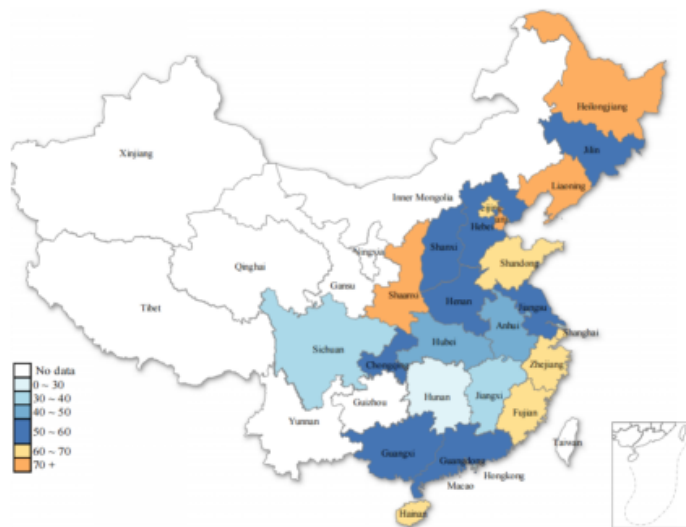 Heilongjiang
Jilin
Xinjiang
Liaoning
Inner Mongolia
Hebei
Shanxi
Ningxia
Qinghai
Shandong
Gansu
Tibet
Shaanxi
Henan
Jiangsu
Anhui
Shanghai
Hubei
Sichuan
Chongqing
Zhejiang
No data
0 ~ 30
30 ~ 40
40 ~ 50
50 ~ 60
60 ~ 70
70 +
Hunan
Jiangxi
Guizhou
Fujian
Yunnan
Taiwan
Guangxi
Guangdong
Hongkong
Macao
Hainan